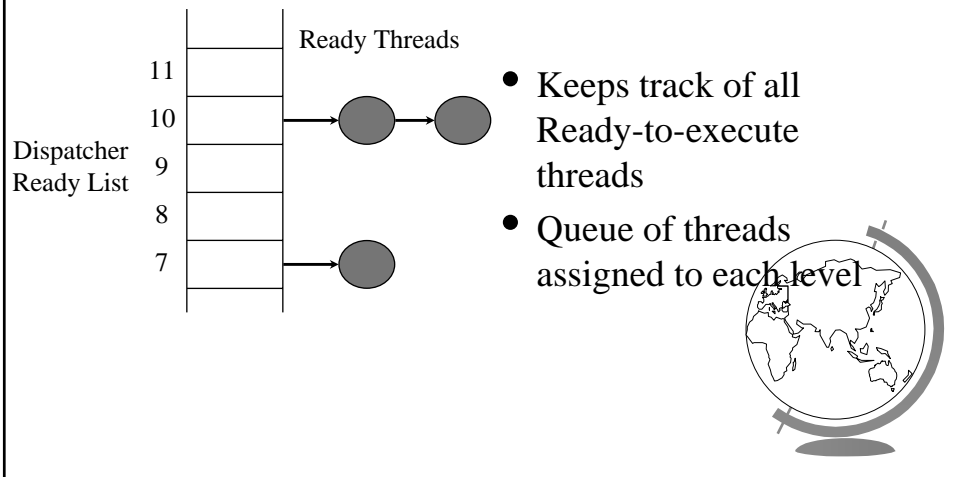 Ready Threads
11
10
Dispatcher
Ready List
9
8
7
• Keeps track of all
Ready-to-execute
threads
• Queue of threads
assigned to each level